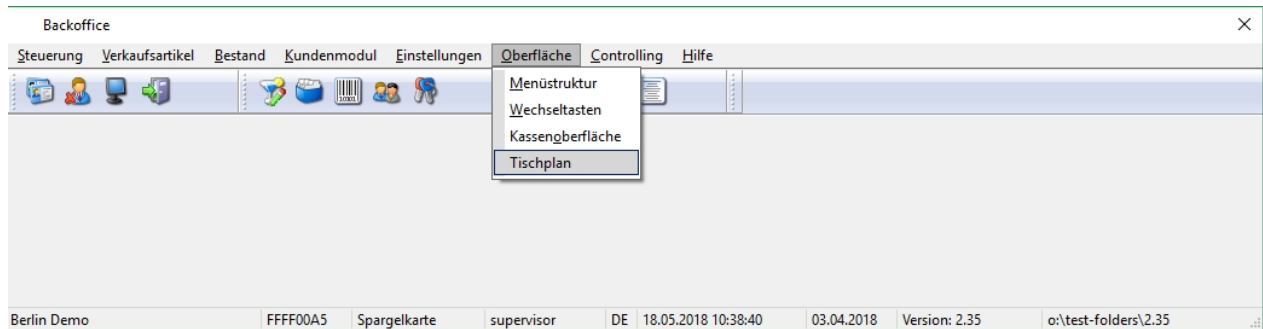 Backoffice
Steuerung Verkaufsartikel Bestand Kundenmodul Einstellungen Oberfläche Controlling Hilfe
Menüstruktur
Wechseltasten
Kassenoberfläche
Tischplan
Berlin Demo FFFF00A5 Spargelkarte supervisor DE 18.05.2018 10:38:40 03.04.2018 Version: 2.35 o:\test-folders\2.35